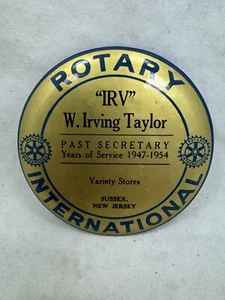 ROTARY
"IRV"
W. Irving Taylor
PAST SECRETARY
Years of Service 1947-1954
Variety Stores
SUSSEX,
NEW JERSEY
INTERNATIONAL